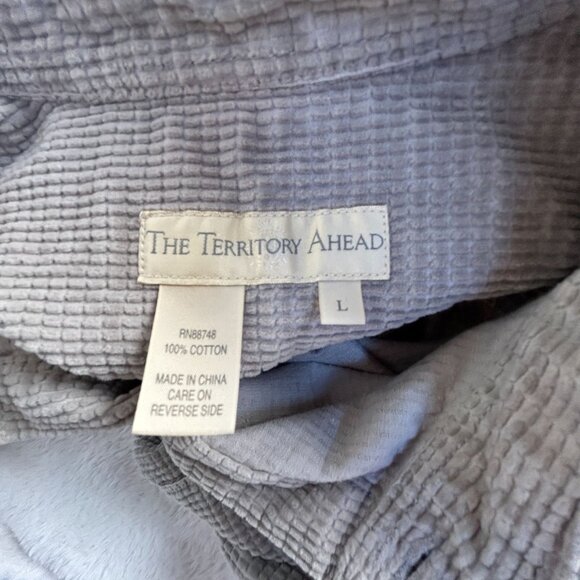 THE TERRITORY AHEAD
L
RN88748
100% COTTON
MADE IN CHINA
CARE ON
REVERSE SIDE